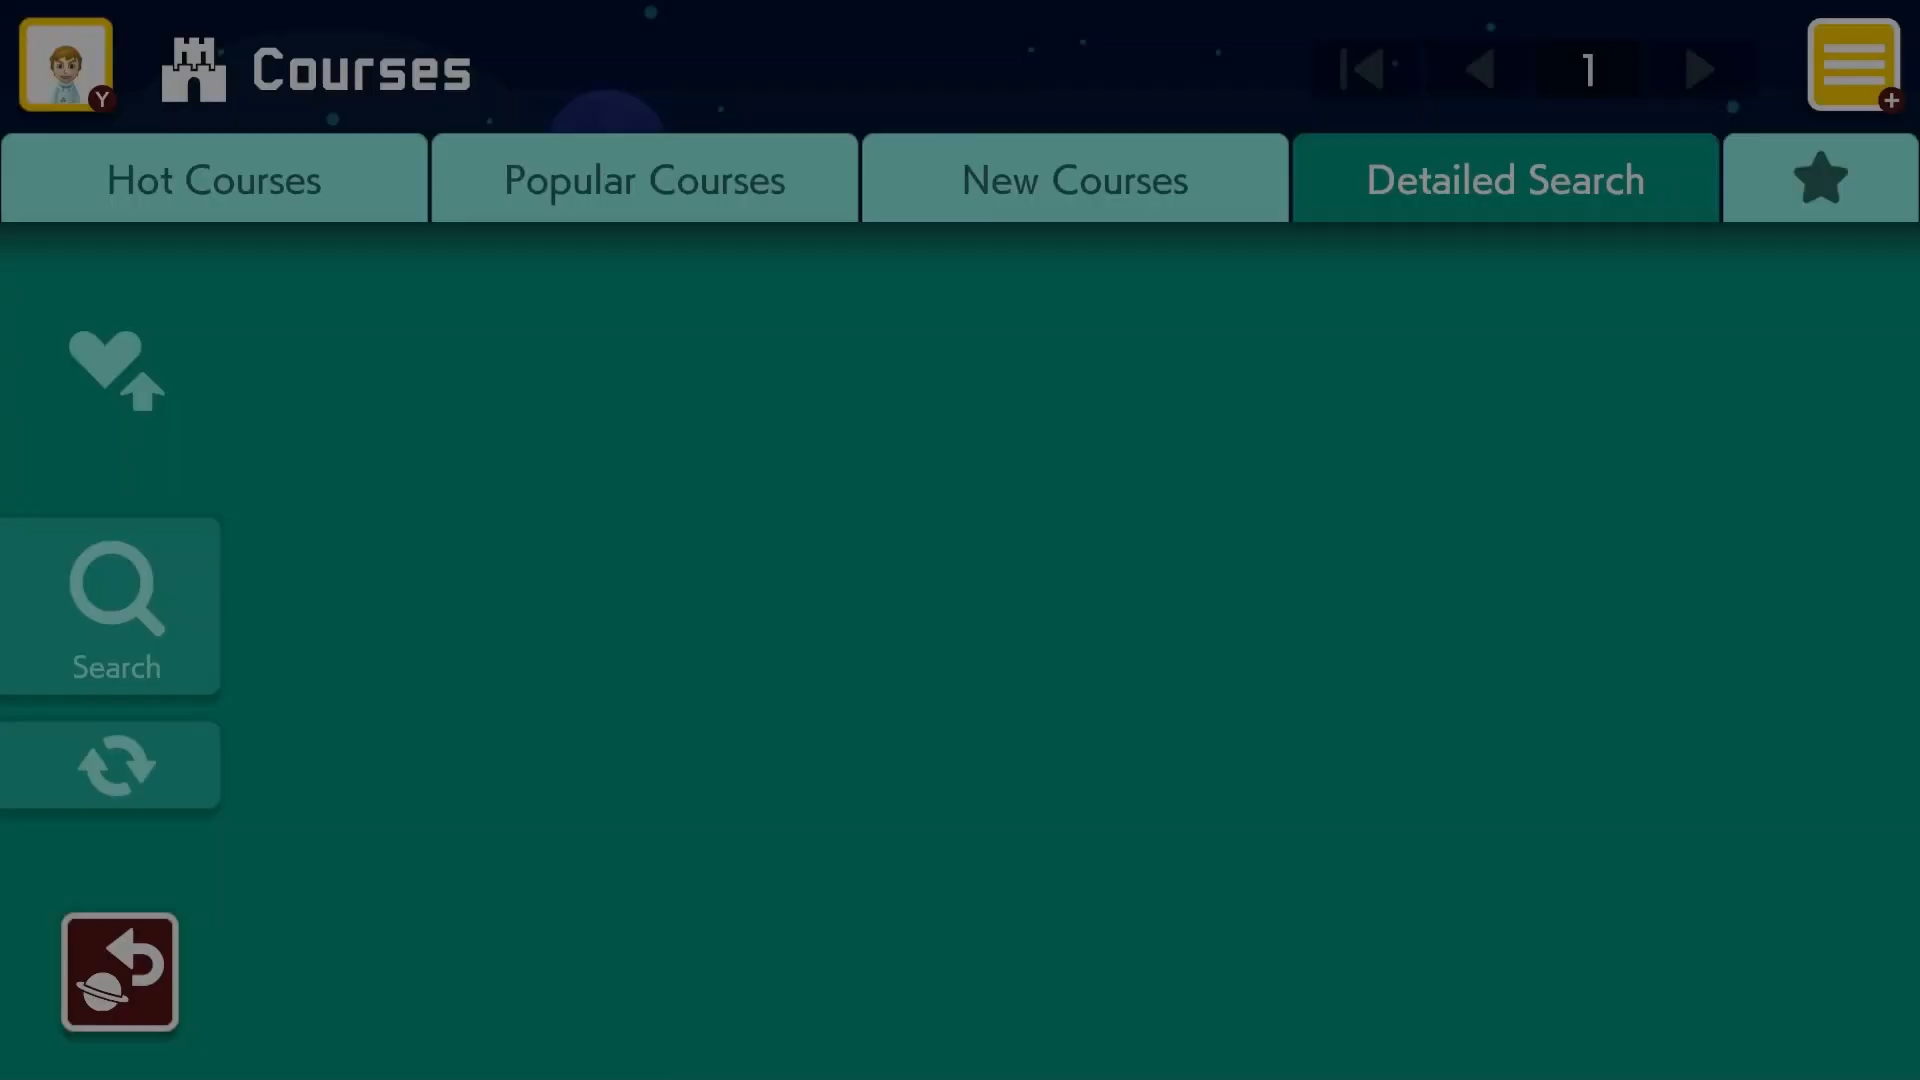 Y
Courses
1
+
Hot Courses
Popular Courses
New Courses
Detailed Search
Search